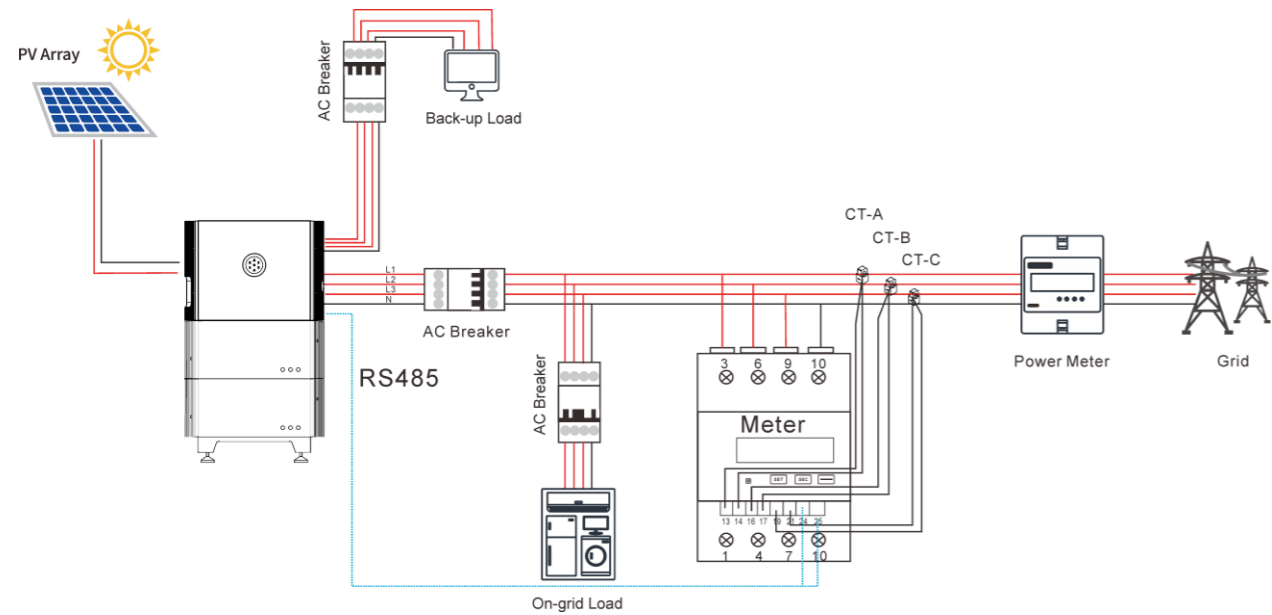 PV Array
AC Breaker
Back-up Load
CT-A
CT-B
CT-C
L1
L2
L3
N
AC Breaker
RS485
AC Breaker
Power Meter
Grid
3 6 9 10
Meter
SET SEC
13 14 16 17 19 21 24 25
1 4 7 10
On-grid Load